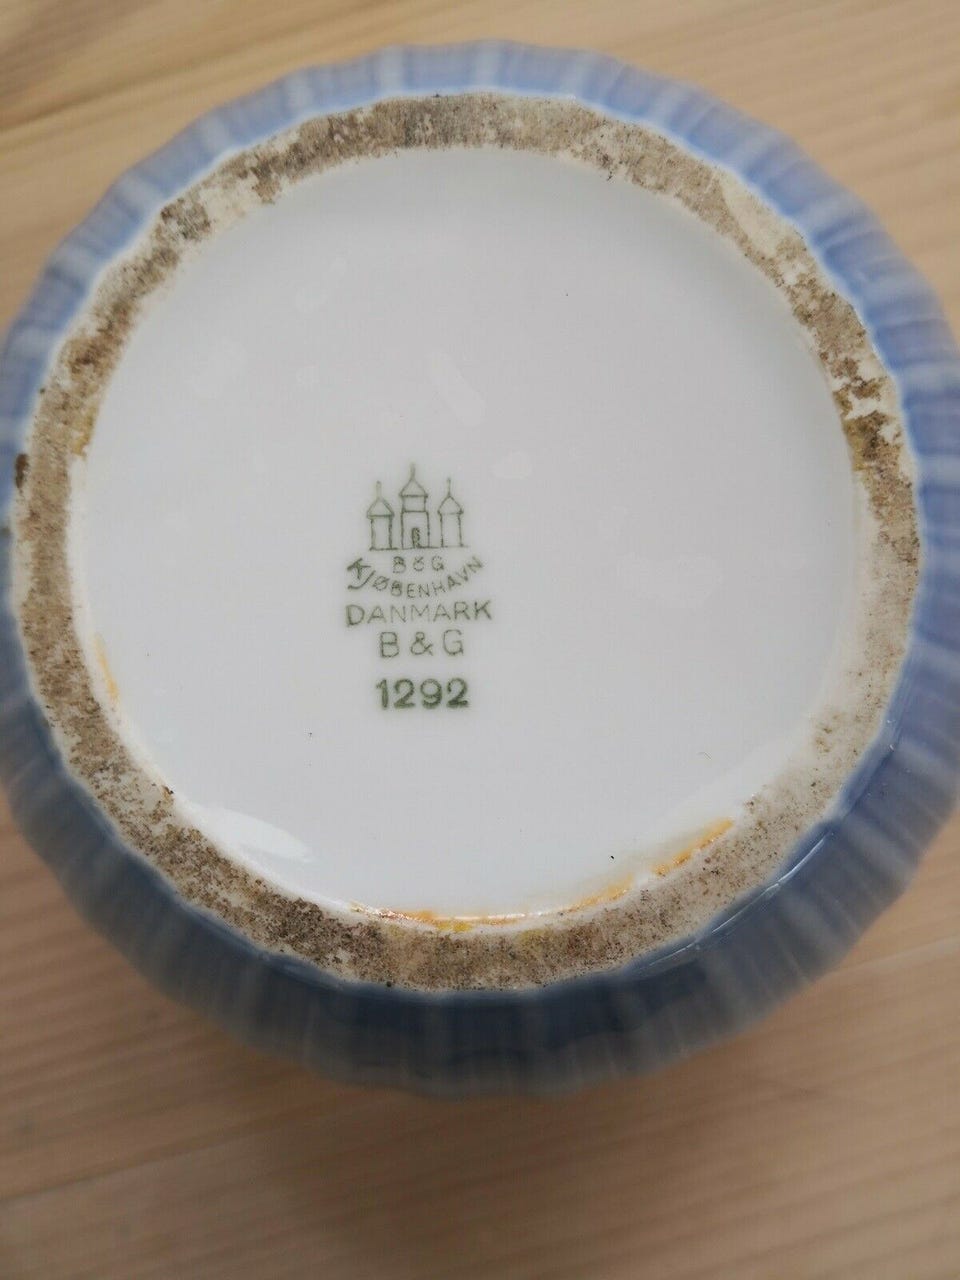 B&G
KJØBENHAVN
DANMARK
B & G
1292